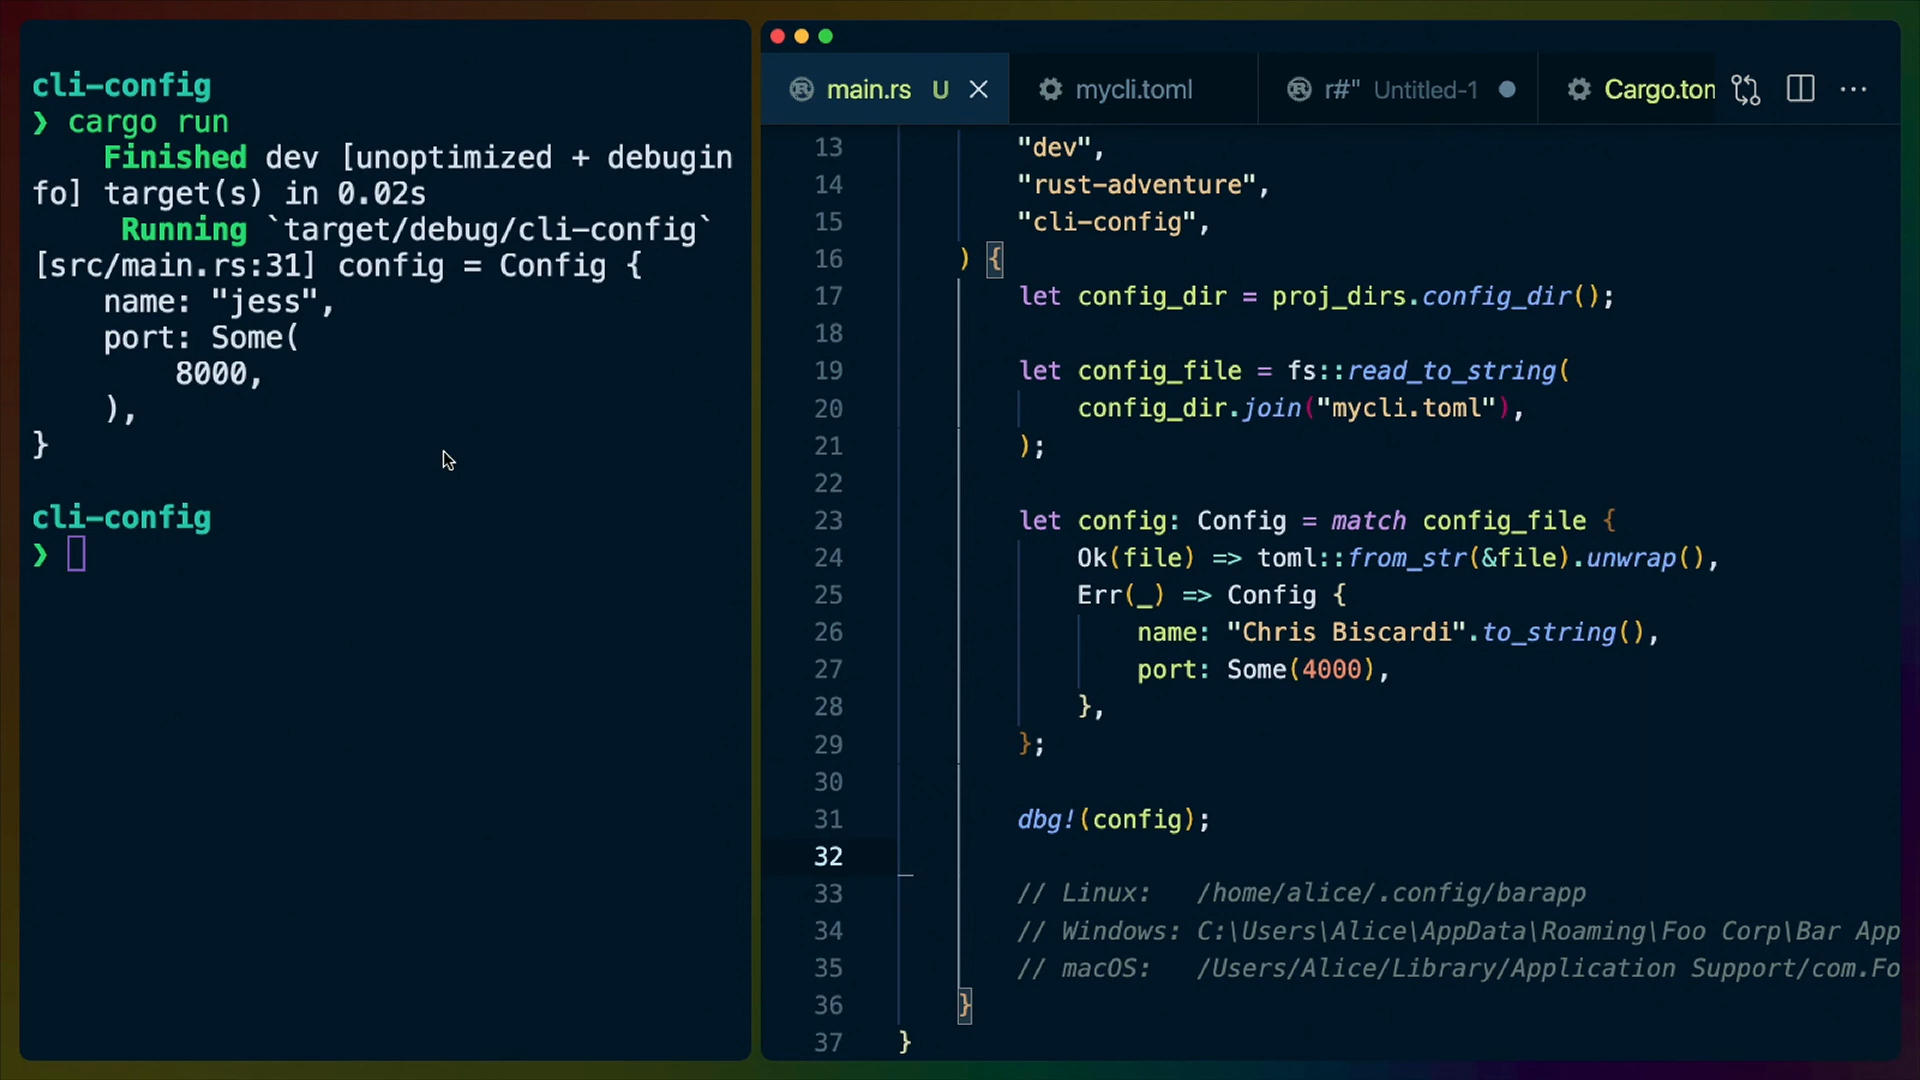 cli-config
❯ cargo run
    Finished dev [unoptimized + debugin
fo] target(s) in 0.02s
     Running `target/debug/cli-config`
[src/main.rs:31] config = Config {
    name: "jess",
    port: Some(
        8000,
    ),
}
cli-config
❯
main.rs U
mycli.toml
r#" Untitled-1
Cargo.tom
13 "dev",
14 "rust-adventure",
15 "cli-config",
16 ) {
17 let config_dir = proj_dirs.config_dir();
18
19 let config_file = fs::read_to_string(
20 config_dir.join("mycli.toml"),
21 );
22
23 let config: Config = match config_file {
24 Ok(file) => toml::from_str(&file).unwrap(),
25 Err(_) => Config {
26 name: "Chris Biscardi".to_string(),
27 port: Some(4000),
28 },
29 };
30
31 dbg!(config);
32
33 // Linux:   /home/alice/.config/barapp
34 // Windows: C:\Users\Alice\AppData\Roaming\Foo Corp\Bar App
35 // macOS:   /Users/Alice/Library/Application Support/com.Fo
36 }
37 }